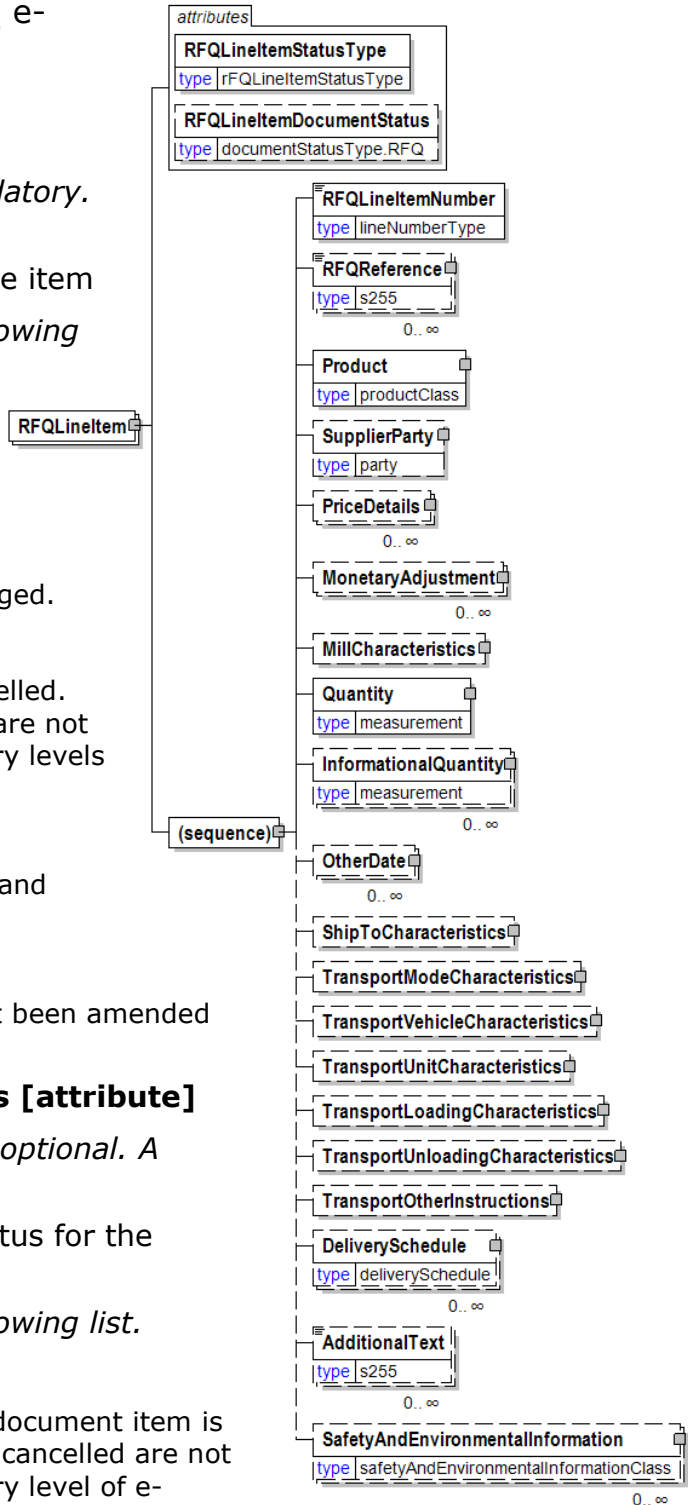 e-
latory.
e item
owing
ged.
elled.
are not
ry levels
and
t been amended
s [attribute]
optional. A
tus for the
owing list.
document item is
cancelled are not
ry level of e-
RFQLineItem
attributes
RFQLineItemStatusType
type rFQLineItemStatusType
RFQLineItemDocumentStatus
type documentStatusType.RFQ
(sequence)
RFQLineItemNumber
type lineNumberType
RFQReference
type s255
0..∞
Product
type productClass
SupplierParty
type party
PriceDetails
0..∞
MonetaryAdjustment
0..∞
MillCharacteristics
Quantity
type measurement
InformationalQuantity
type measurement
0..∞
OtherDate
0..∞
ShipToCharacteristics
TransportModeCharacteristics
TransportVehicleCharacteristics
TransportUnitCharacteristics
TransportLoadingCharacteristics
TransportUnloadingCharacteristics
TransportOtherInstructions
DeliverySchedule
type deliverySchedule
0..∞
AdditionalText
type s255
0..∞
SafetyAndEnvironmentalInformation
type safetyAndEnvironmentalInformationClass
0..∞